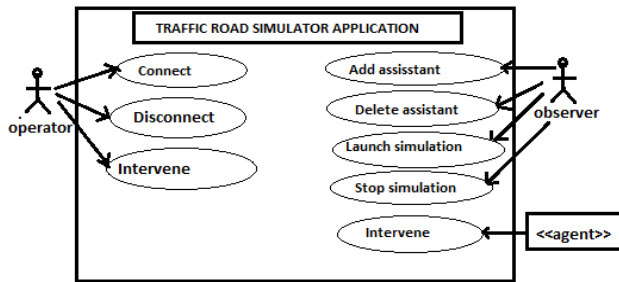 TRAFFIC ROAD SIMULATOR APPLICATION
Connect
Add assisstant
operator
Disconnect
Delete assistant
observer
Launch simulation
Intervene
Stop simulation
Intervene
<<agent>>